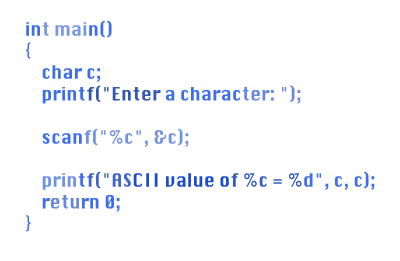 int main()
{
    char c;
    printf("Enter a character: ");

    scanf("%c", &c);

    printf("ASCII value of %c = %d", c, c);
    return 0;
}